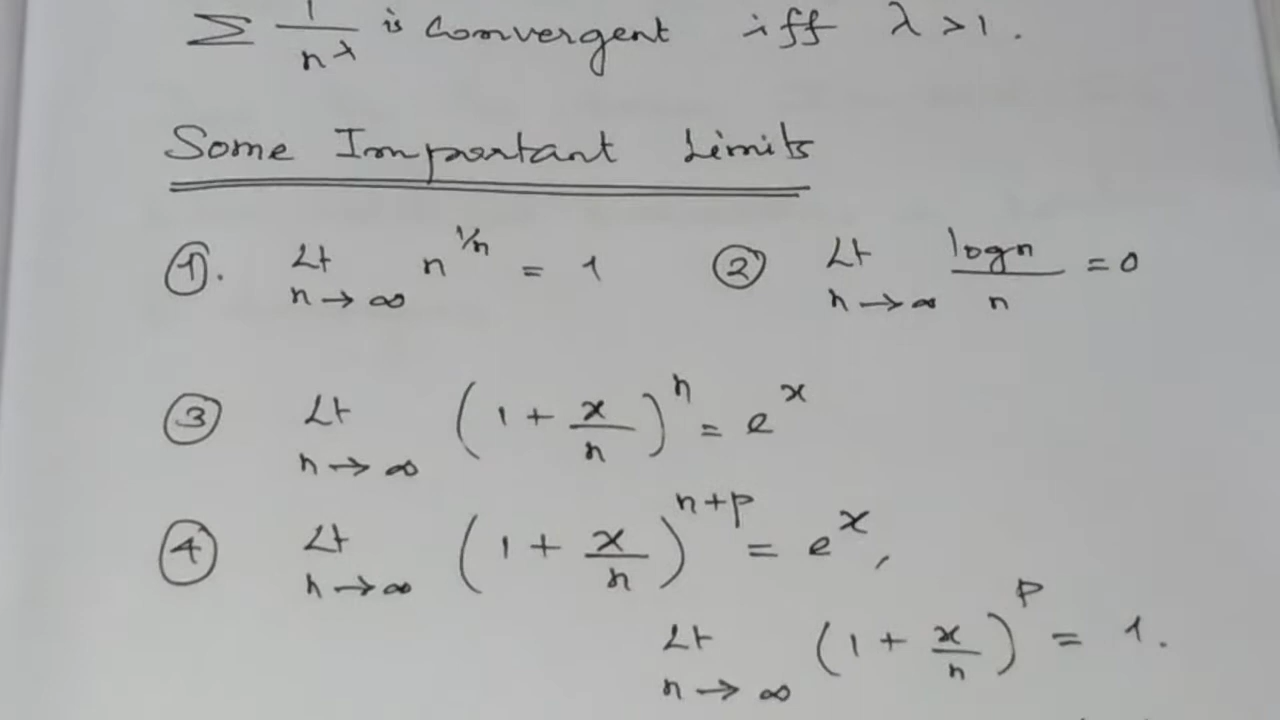 Σ 1/n^λ is convergent iff λ > 1.
Some Important Limits
①. Lt n→∞ n^1/n = 1 ② Lt n→∞ logn/n = 0
③ Lt n→∞ (1 + x/n)^n = e^x
④ Lt n→∞ (1 + x/n)^n+p = e^x,
Lt n→∞ (1 + x/n)^p = 1.